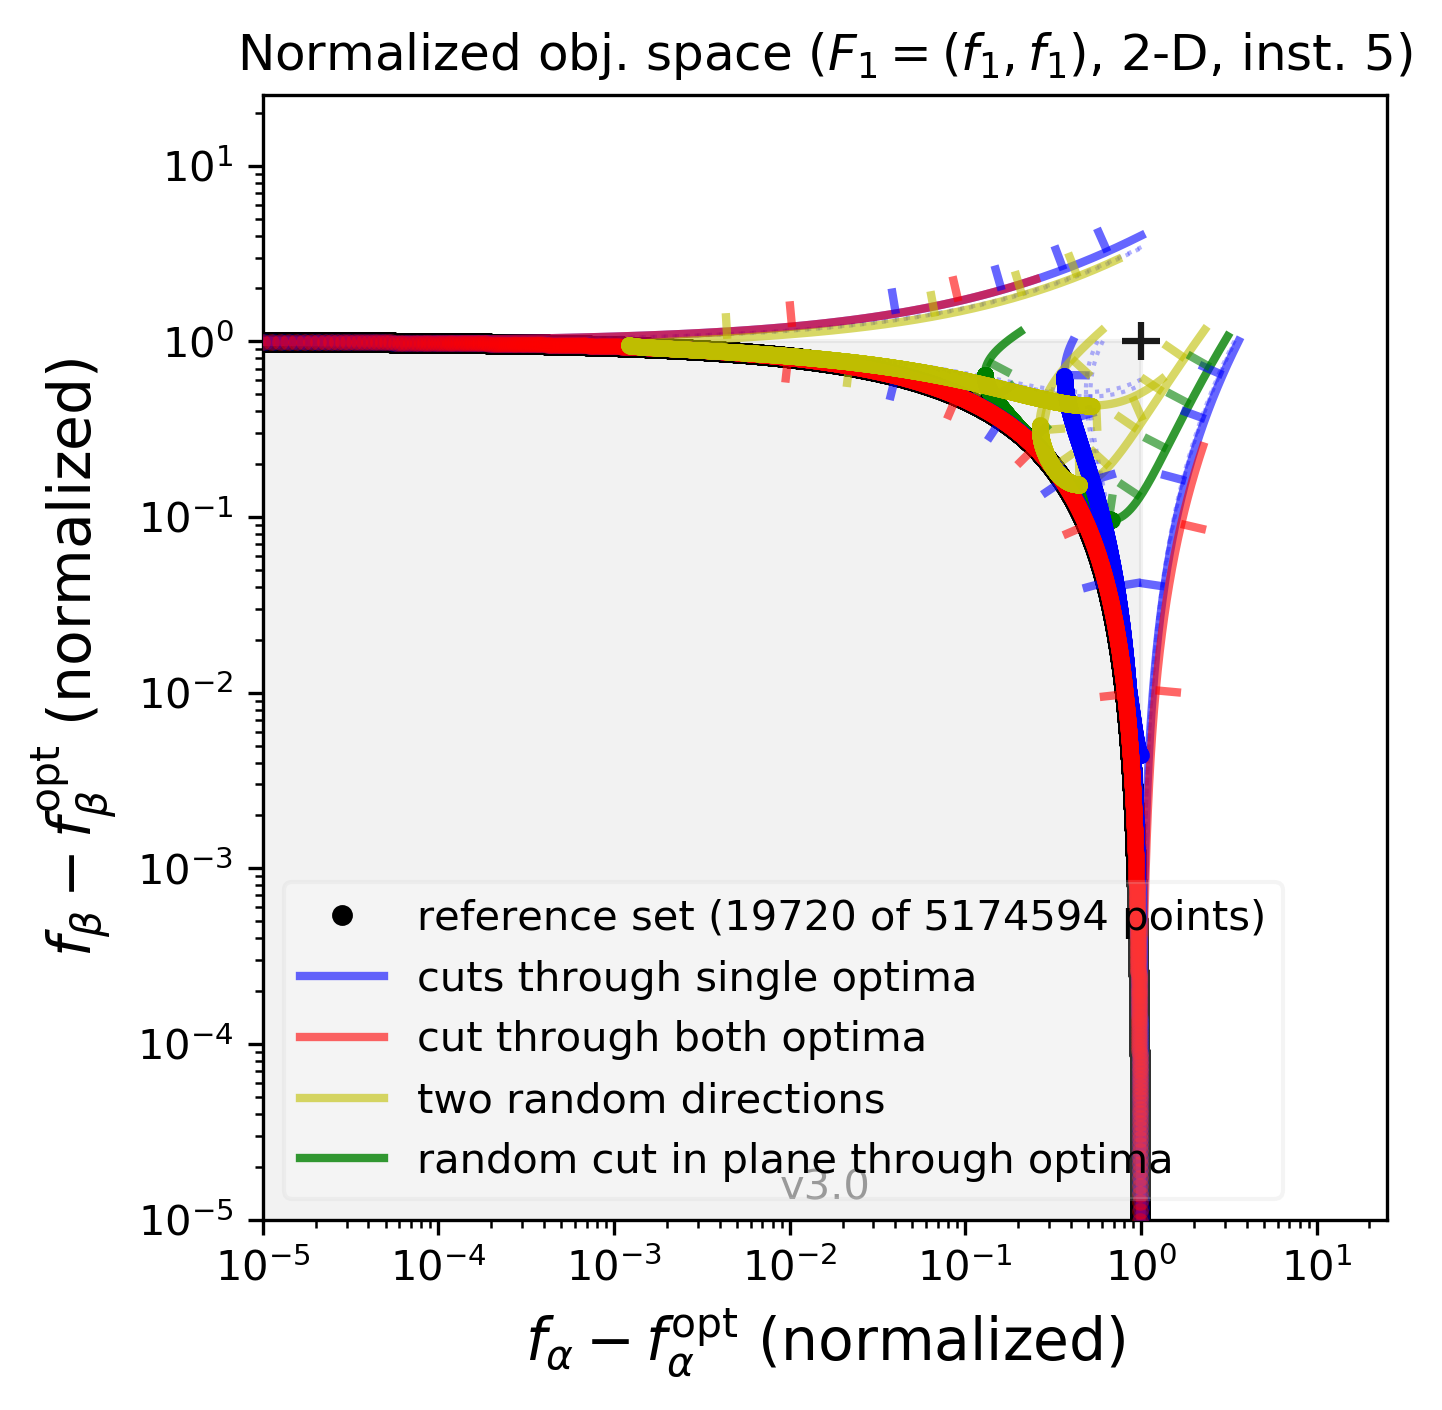 Normalized obj. space (F₁ = (f₁, f₁), 2-D, inst. 5)
10¹
10⁰
10⁻¹
10⁻²
10⁻³
10⁻⁴
10⁻⁵
f_β − f_β^opt (normalized)
reference set (19720 of 5174594 points)
cuts through single optima
cut through both optima
two random directions
random cut in plane through optima
v3.0
10⁻⁵ 10⁻⁴ 10⁻³ 10⁻² 10⁻¹ 10⁰ 10¹
f_α − f_α^opt (normalized)